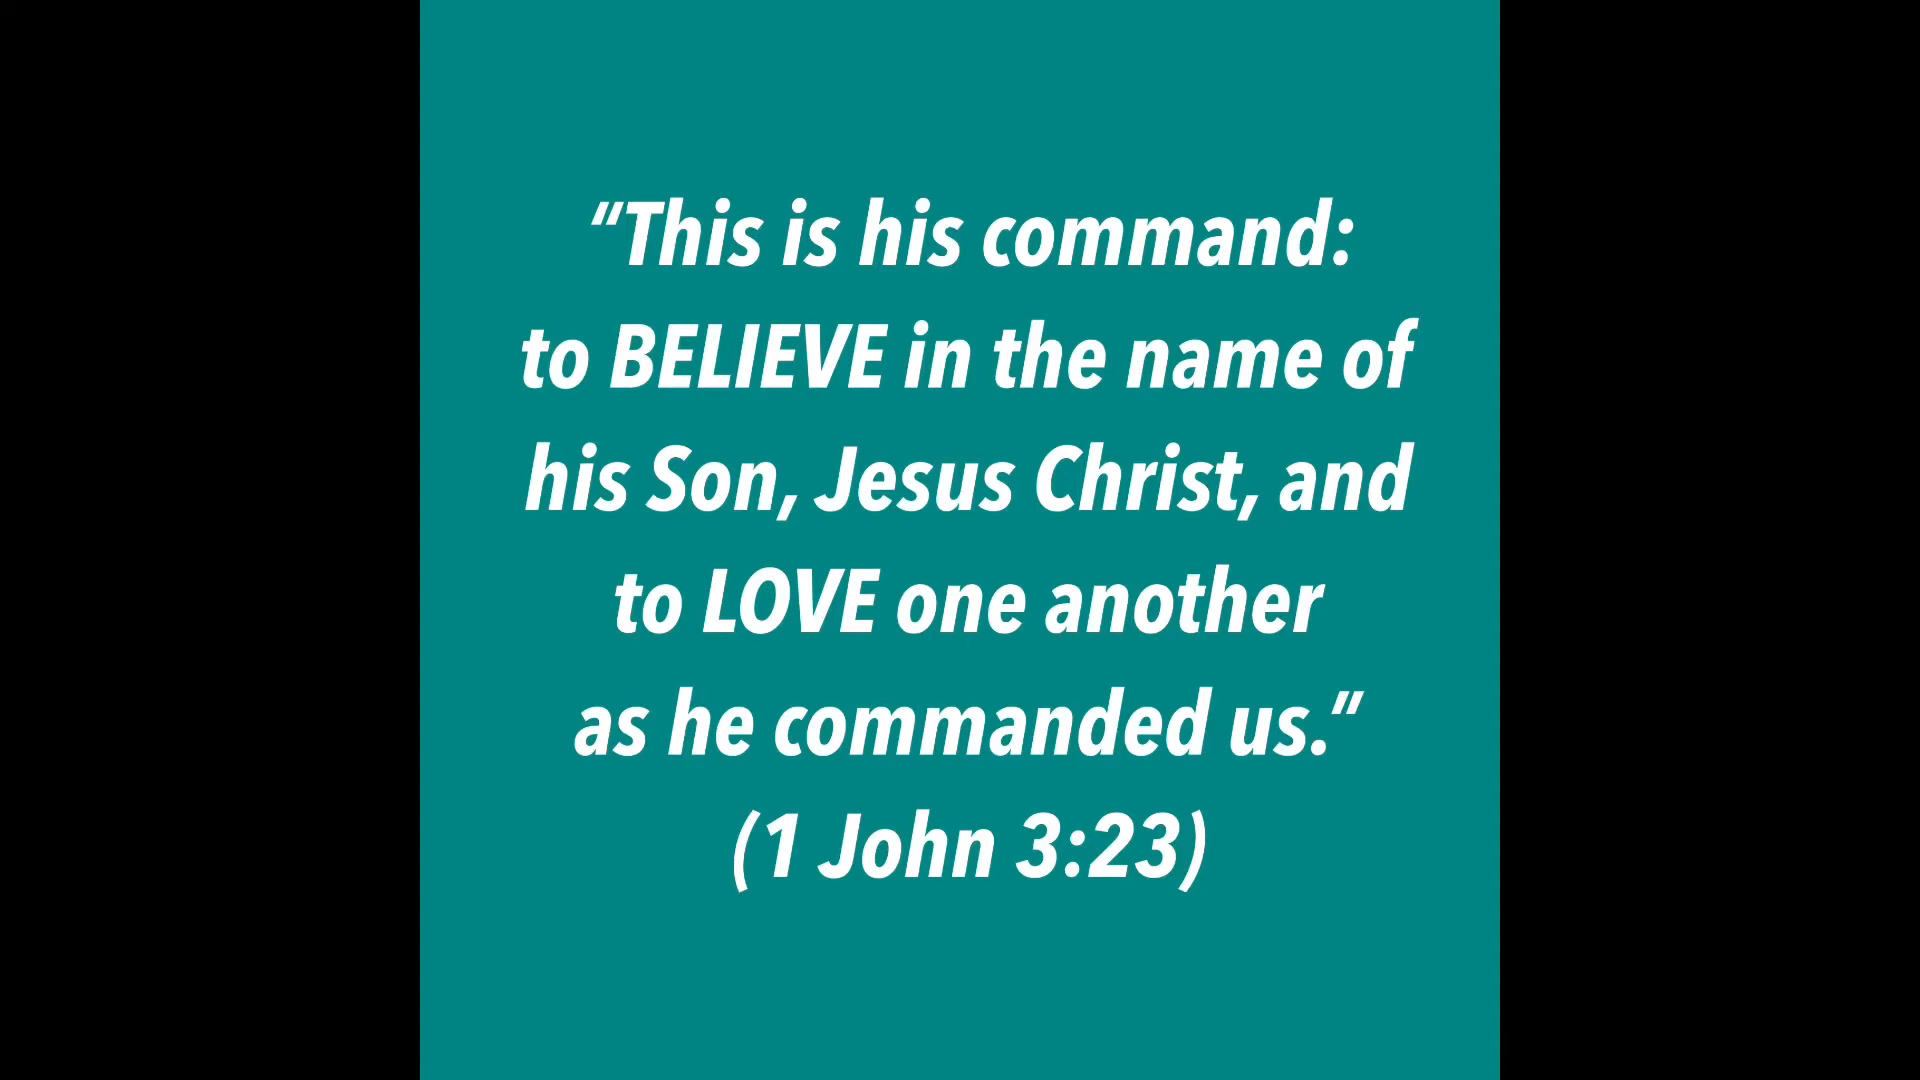 “This is his command:
to BELIEVE in the name of
his Son, Jesus Christ, and
to LOVE one another
as he commanded us.”
(1 John 3:23)